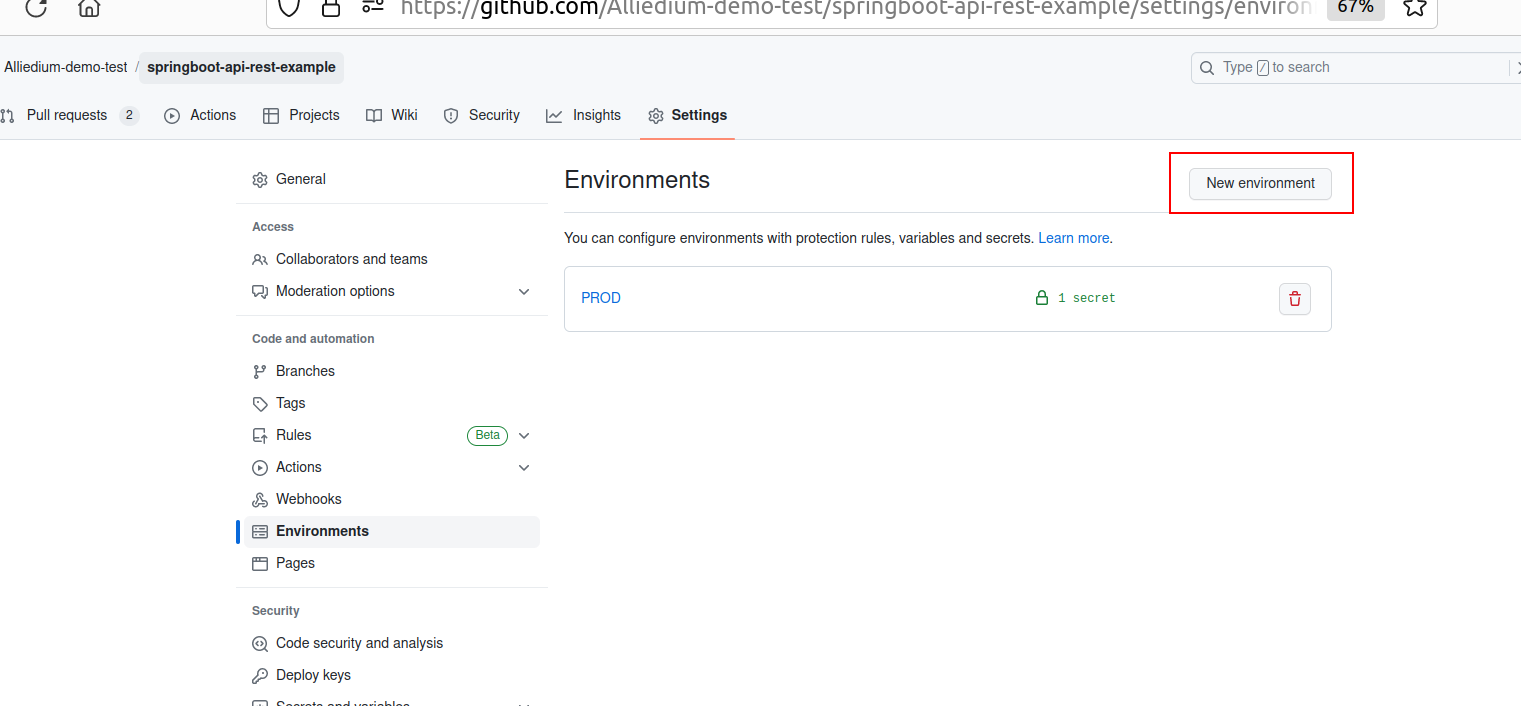 https://github.com/Alliedium-demo-test/springboot-api-rest-example/settings/environ 67%
Alliedium-demo-test / springboot-api-rest-example
Type / to search
Pull requests 2 Actions Projects Wiki Security Insights Settings
General
Access
Collaborators and teams
Moderation options
Code and automation
Branches
Tags
Rules Beta
Actions
Webhooks
Environments
Pages
Security
Code security and analysis
Deploy keys
Secrets and variables
Environments
New environment
You can configure environments with protection rules, variables and secrets. Learn more.
PROD 1 secret